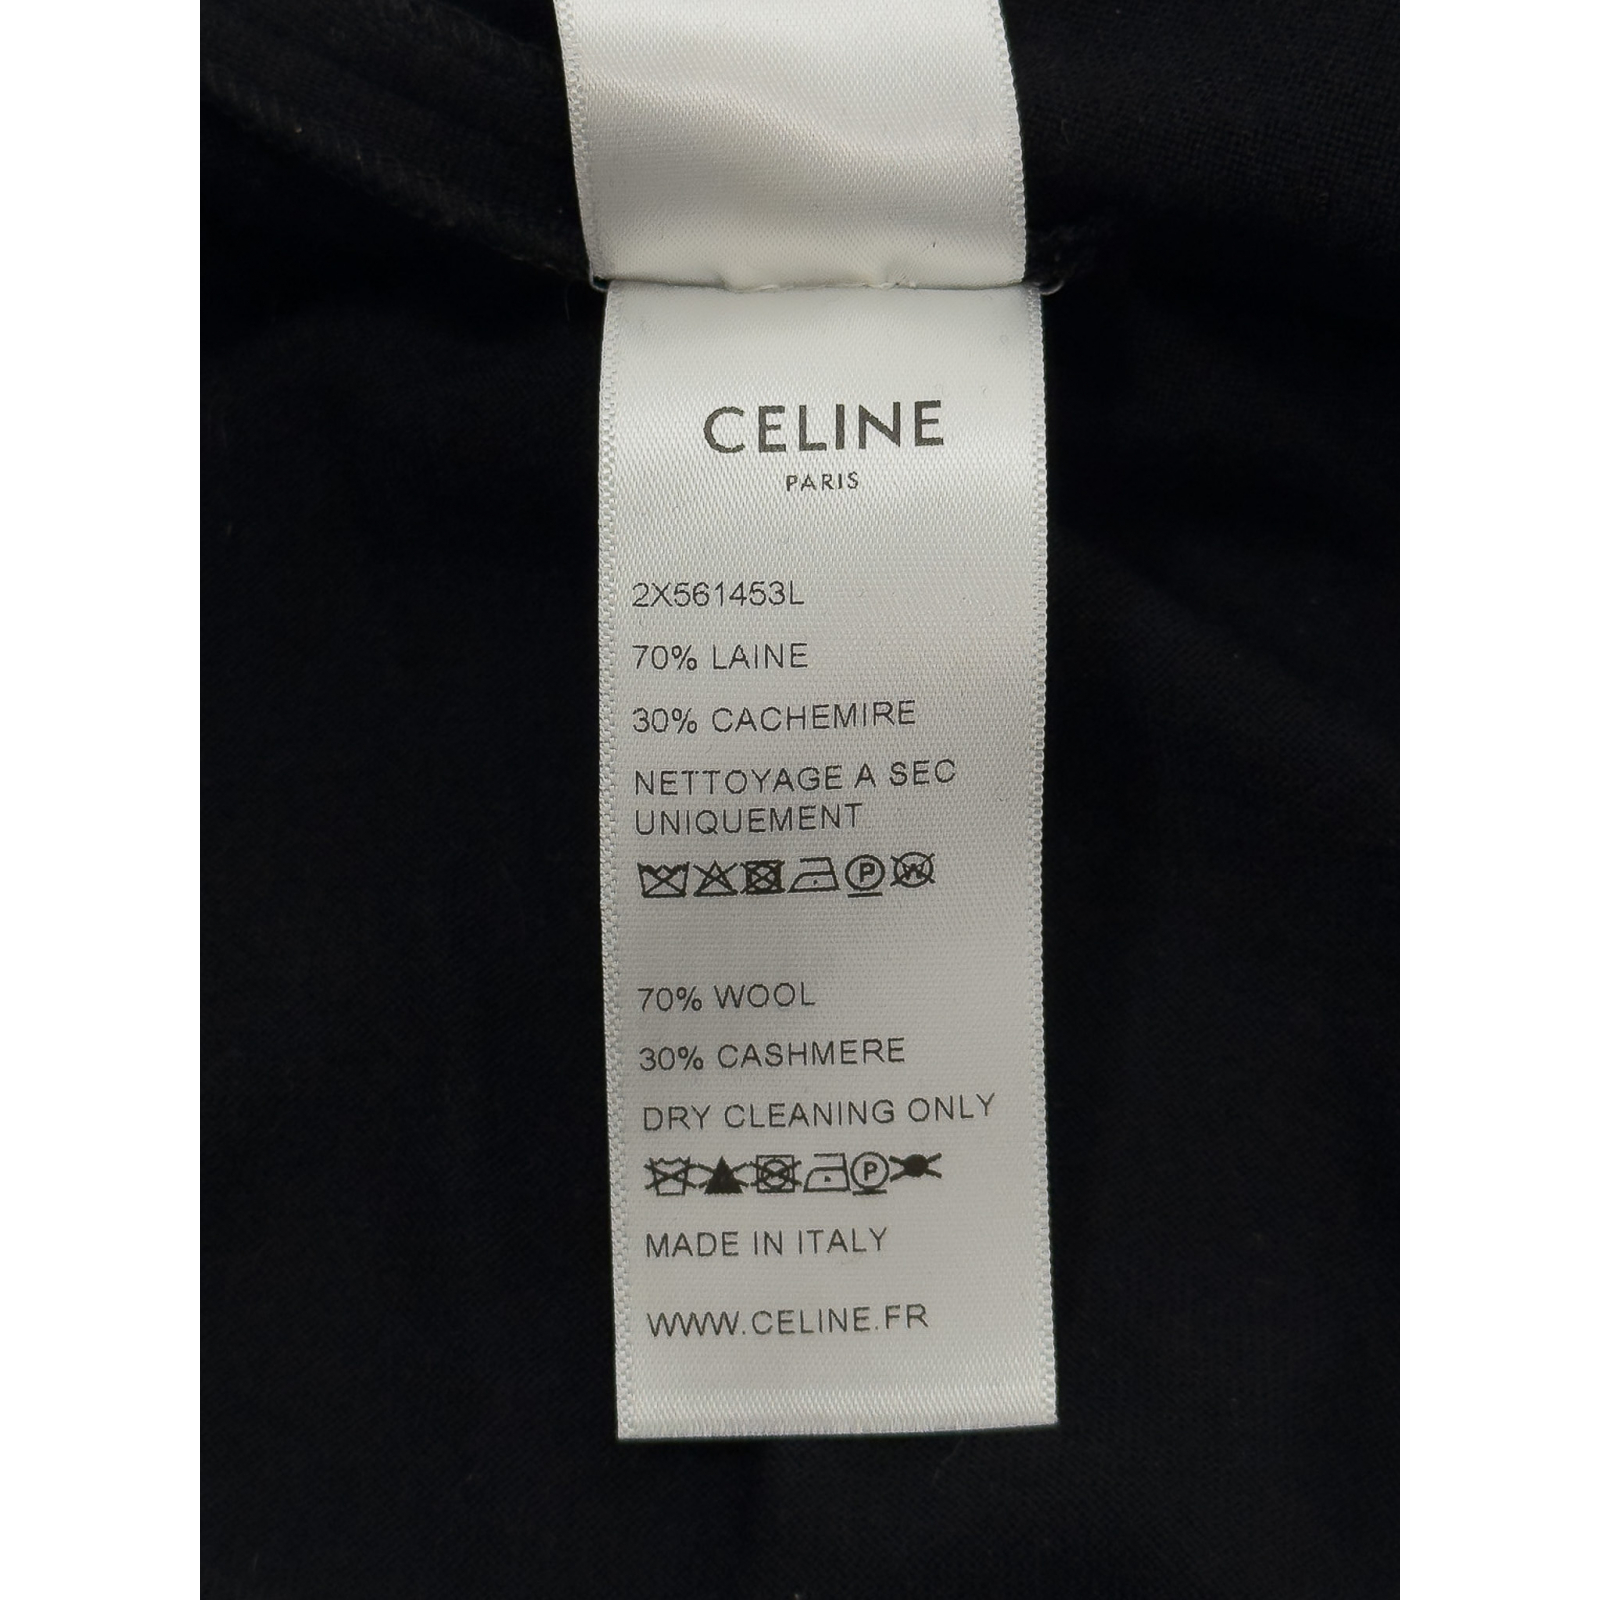 CELINE
PARIS
2X561453L
70% LAINE
30% CACHEMIRE
NETTOYAGE A SEC
UNIQUEMENT
P W
70% WOOL
30% CASHMERE
DRY CLEANING ONLY
P
MADE IN ITALY
WWW.CELINE.FR